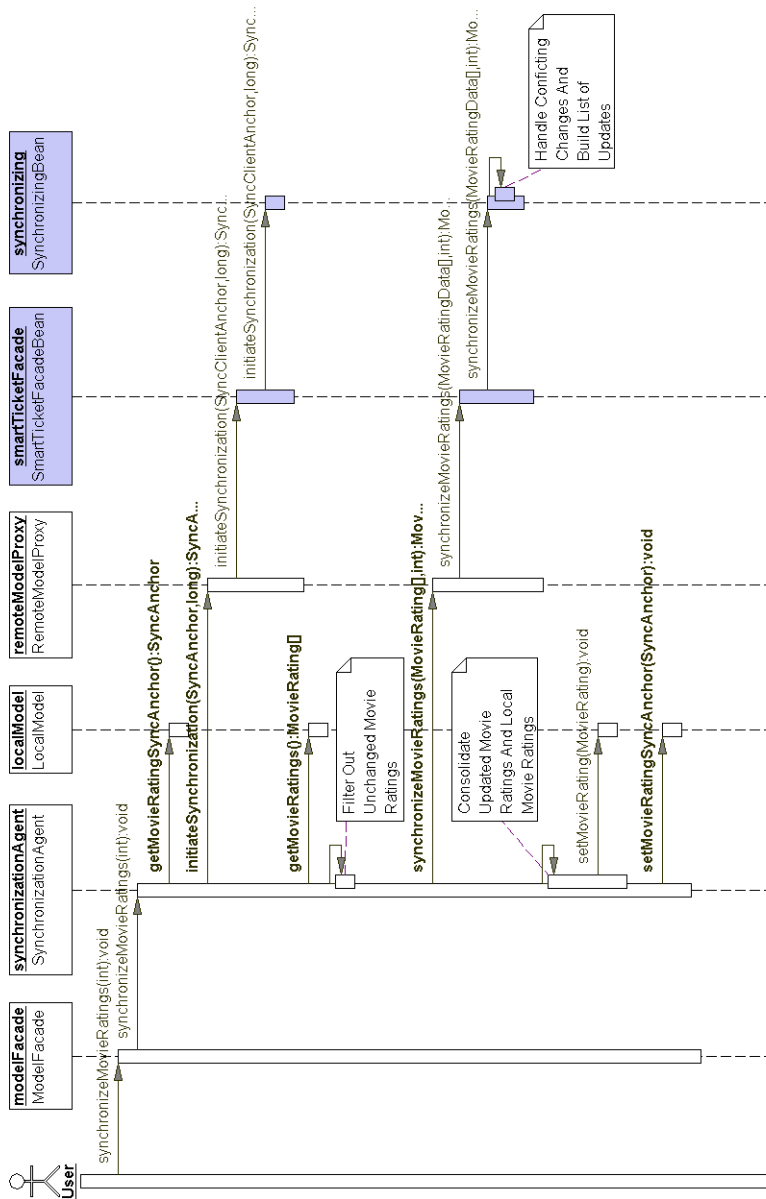 User
modelFacade
ModelFacade
synchronizationAgent
SynchronizationAgent
localModel
LocalModel
remoteModelProxy
RemoteModelProxy
smartTicketFacade
SmartTicketFacadeBean
synchronizing
SynchronizingBean
synchronizeMovieRatings(int):void
synchronizeMovieRatings(int):void
getMovieRatingSyncAnchor():SyncAnchor
initiateSynchronization(SyncAnchor,long):SyncA...
initiateSynchronization(SyncClientAnchor,long):Sync...
initiateSynchronization(SyncClientAnchor,long):Sync...
getMovieRatings():MovieRating[]
Filter Out
Unchanged Movie
Ratings
synchronizeMovieRatings(MovieRating[],int):Mov...
synchronizeMovieRatings(MovieRatingData[],int):Mo...
synchronizeMovieRatings(MovieRatingData[],int):Mo...
Handle Conficting
Changes And
Build List of
Updates
Consolidate
Updated Movie
Ratings And Local
Movie Ratings
setMovieRating(MovieRating):void
setMovieRatingSyncAnchor(SyncAnchor):void